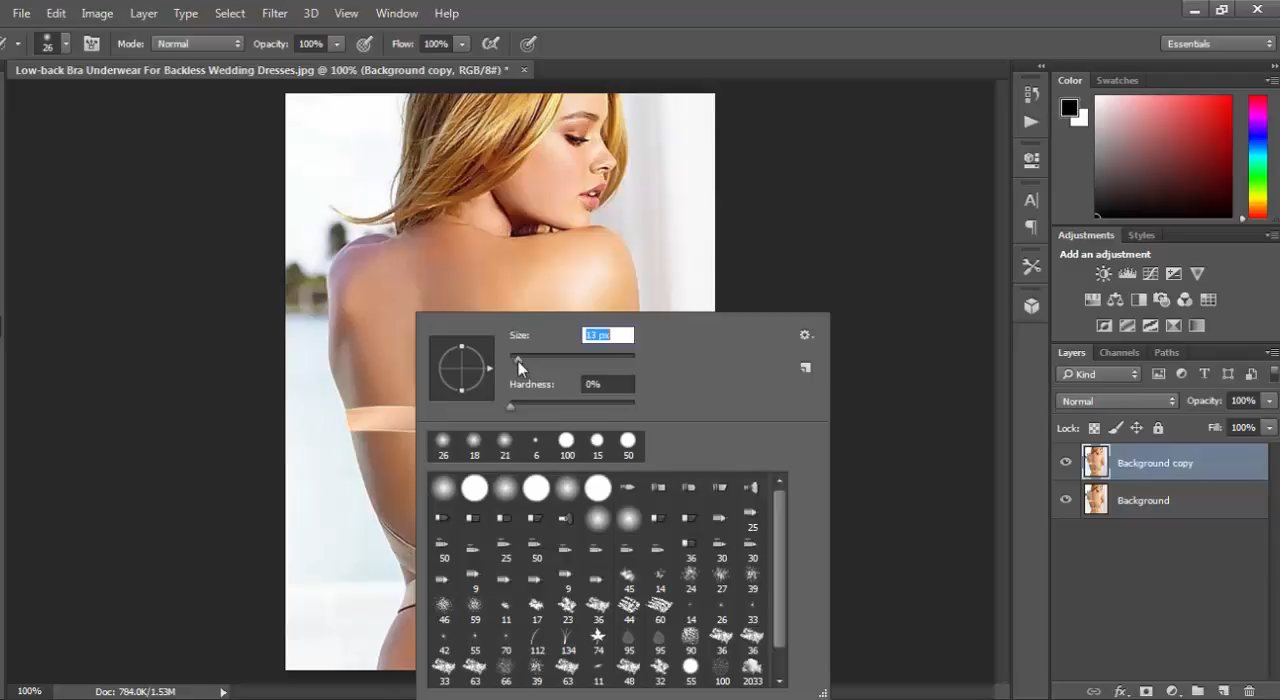 File Edit Image Layer Type Select Filter 3D View Window Help
26 Mode: Normal Opacity: 100% Flow: 100% Essentials
Low-back Bra Underwear For Backless Wedding Dresses.jpg @ 100% (Background copy, RGB/8#) * ×
Color Swatches
Adjustments Styles
Add an adjustment
Size: 13 px
Hardness: 0%
26 18 21 6 100 15 50
25
50 25 50 36 30 30
9 9 45 14 24 27 39
46 59 11 17 23 36 44 60 14 26 33
42 55 70 112 134 74 95 95 90 36 36
33 63 66 39 63 11 48 32 55 100 2033
Layers Channels Paths
Kind
Normal Opacity: 100%
Lock: Fill: 100%
Background copy
Background
100% Doc: 784.0K/1.53M